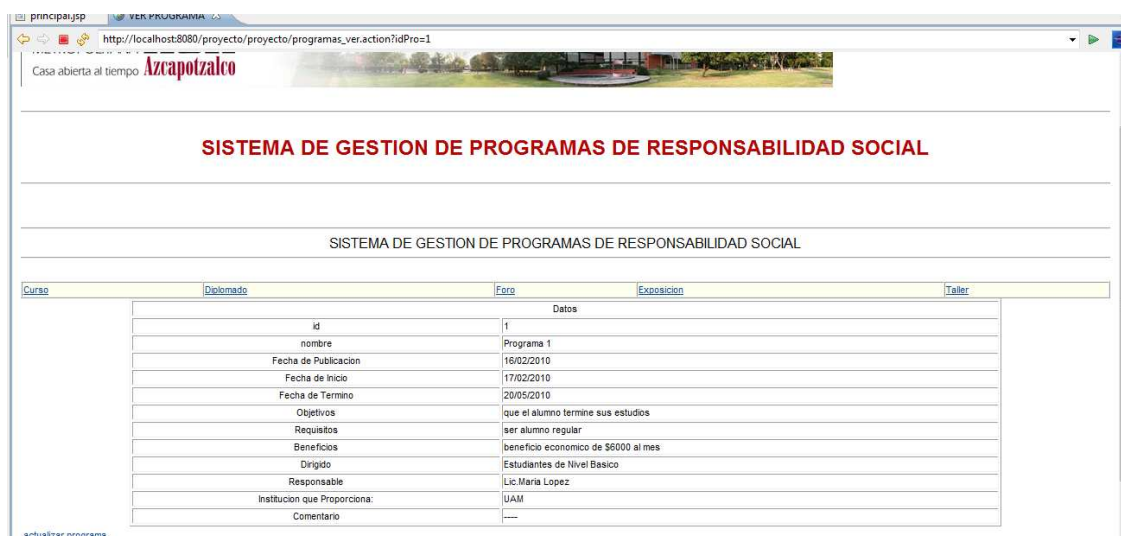 principal.jsp VER PROGRAMA
http://localhost:8080/proyecto/proyecto/programas_ver.action?idPro=1
Casa abierta al tiempo Azcapotzalco
SISTEMA DE GESTION DE PROGRAMAS DE RESPONSABILIDAD SOCIAL
SISTEMA DE GESTION DE PROGRAMAS DE RESPONSABILIDAD SOCIAL
Curso Diplomado Foro Exposicion Taller
Datos
id 1
nombre Programa 1
Fecha de Publicacion 16/02/2010
Fecha de Inicio 17/02/2010
Fecha de Termino 20/05/2010
Objetivos que el alumno termine sus estudios
Requisitos ser alumno regular
Beneficios beneficio economico de $6000 al mes
Dirigido Estudiantes de Nivel Basico
Responsable Lic.Maria Lopez
Institucion que Proporciona: UAM
Comentario ----
actualizar programa